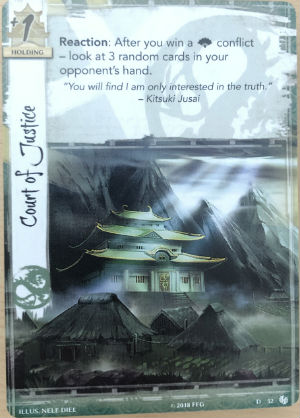 +1
HOLDING
Reaction: After you win a conflict
– look at 3 random cards in your
opponent's hand.
"You will find I am only interested in the truth."
– Kitsuki Jusai
Court of Justice
ILLUS. NELE DIEL
© 2018 FFG
D 52